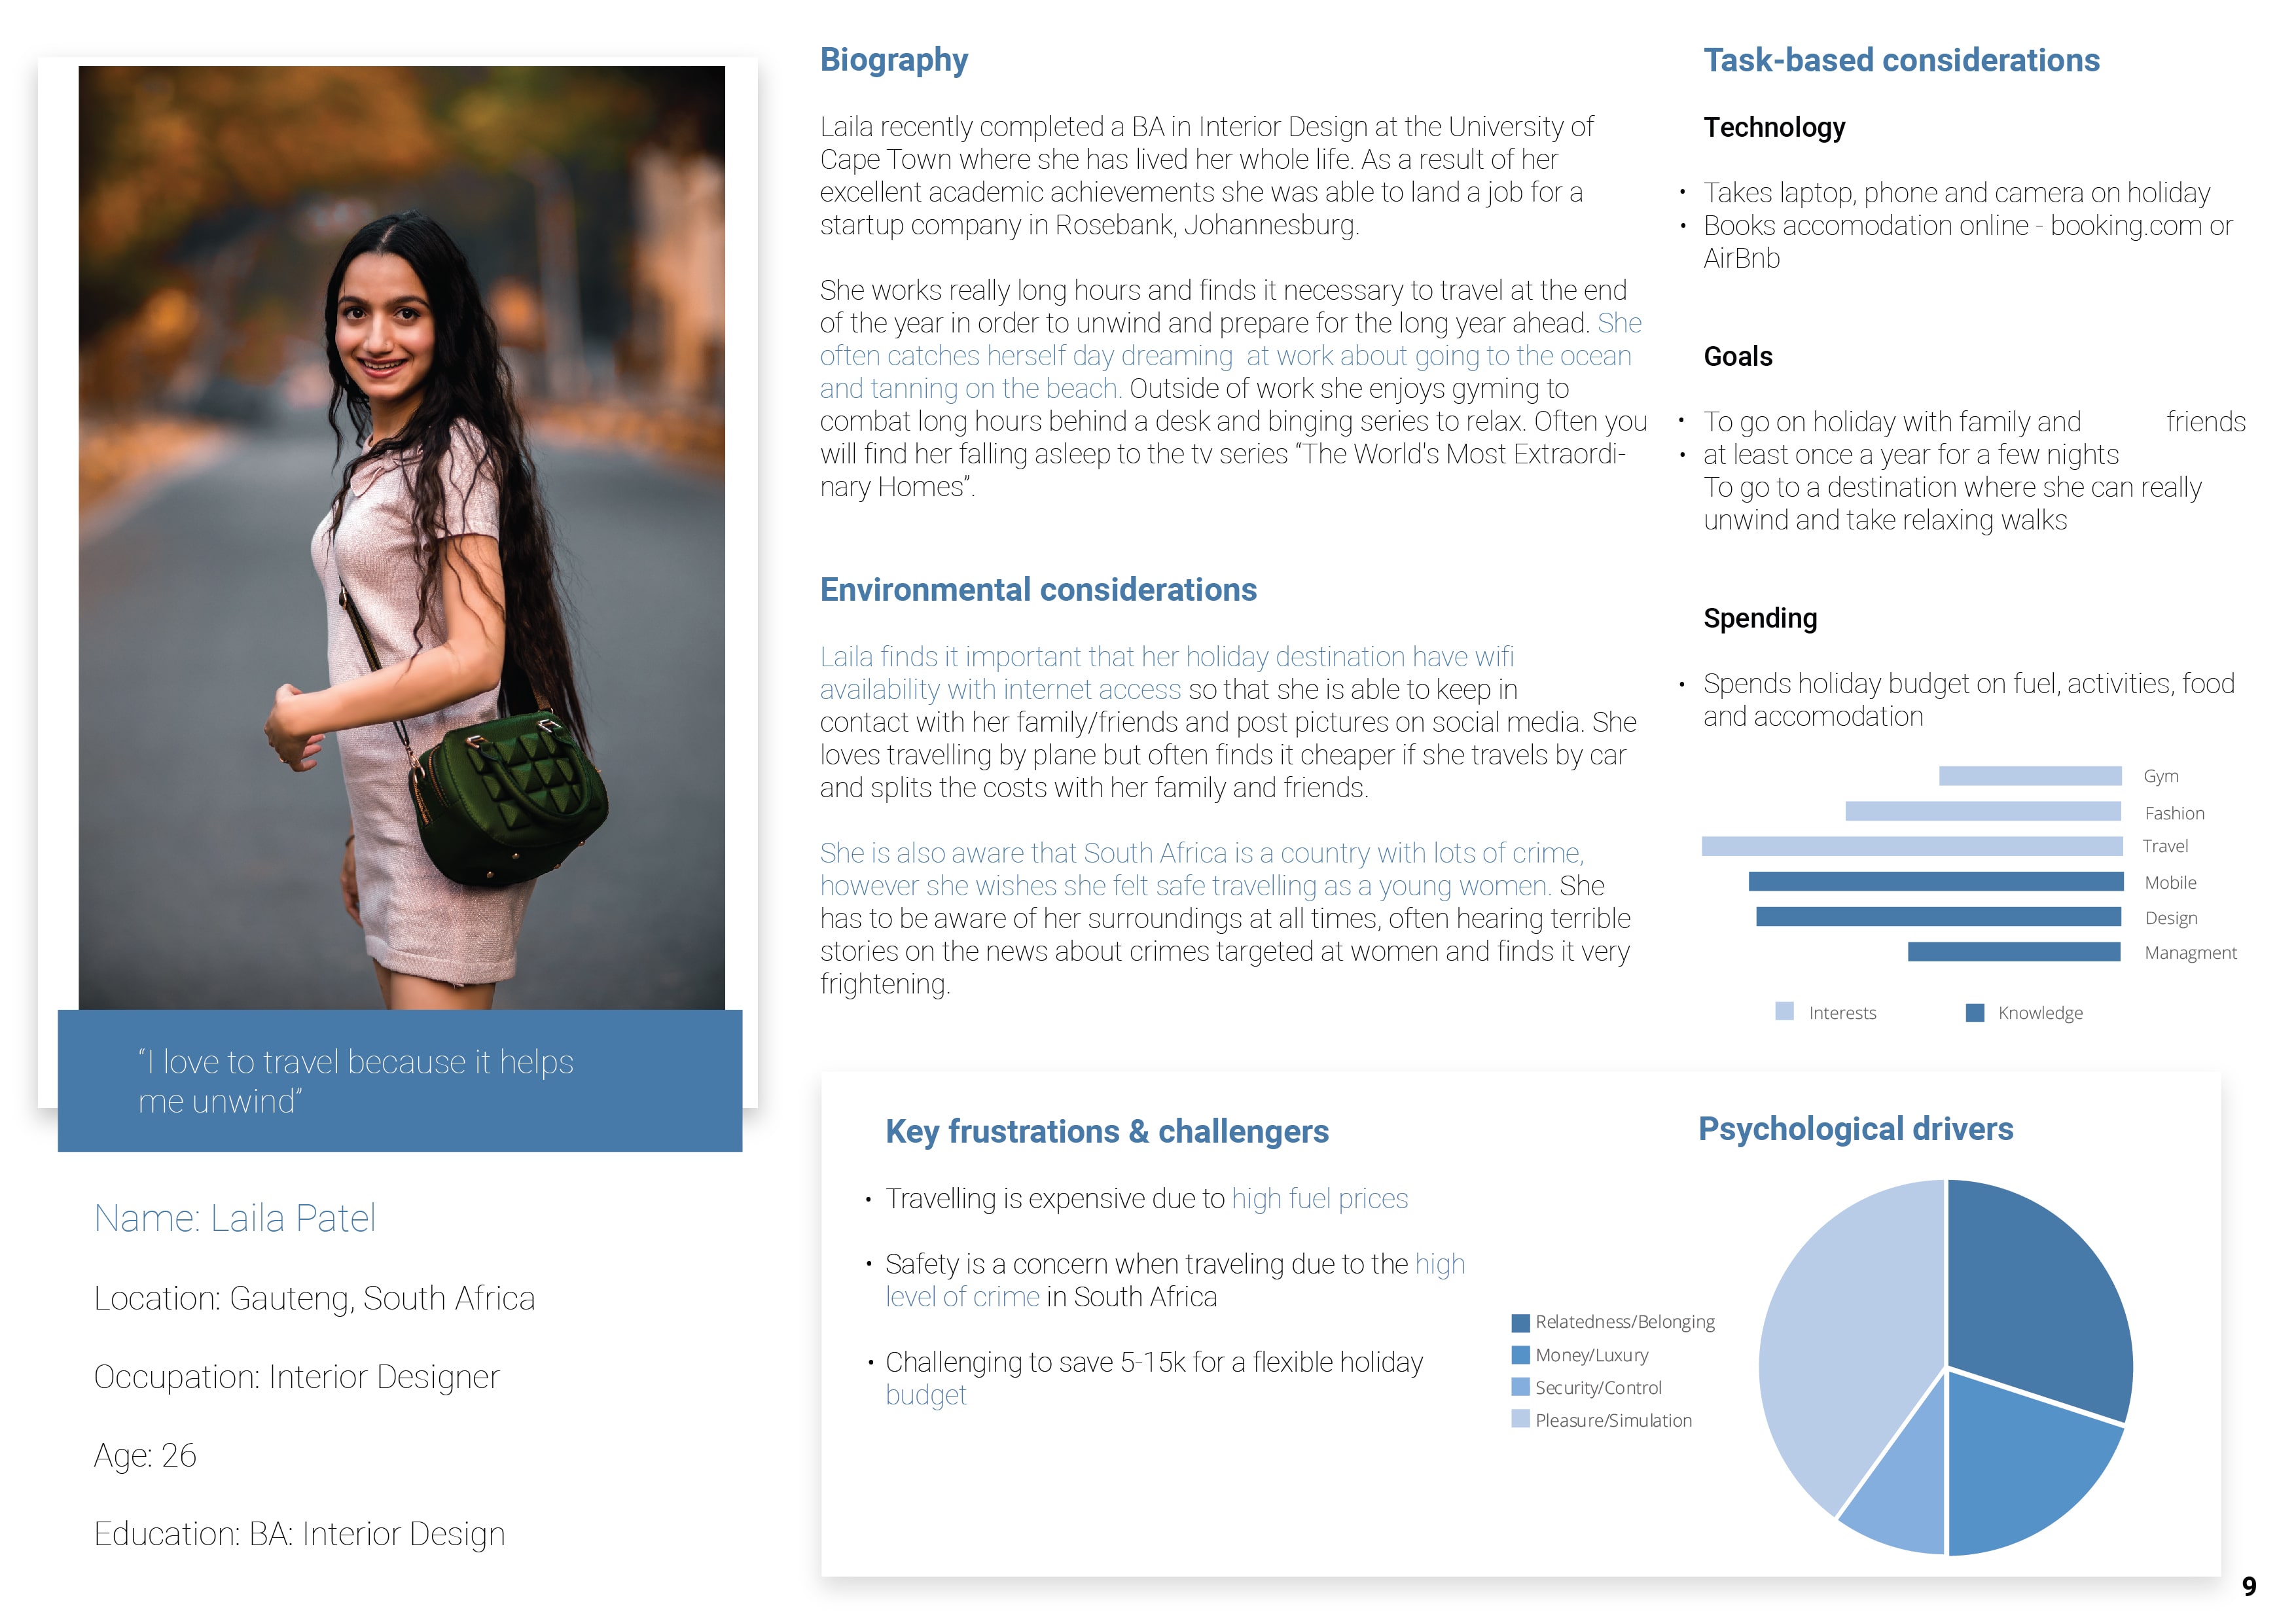 “I love to travel because it helps
me unwind”
Name: Laila Patel
Location: Gauteng, South Africa
Occupation: Interior Designer
Age: 26
Education: BA: Interior Design
Biography
Laila recently completed a BA in Interior Design at the University of
Cape Town where she has lived her whole life. As a result of her
excellent academic achievements she was able to land a job for a
startup company in Rosebank, Johannesburg.
She works really long hours and finds it necessary to travel at the end
of the year in order to unwind and prepare for the long year ahead. She
often catches herself day dreaming  at work about going to the ocean
and tanning on the beach. Outside of work she enjoys gyming to
combat long hours behind a desk and binging series to relax. Often you
will find her falling asleep to the tv series “The World's Most Extraordi-
nary Homes”.
Environmental considerations
Laila finds it important that her holiday destination have wifi
availability with internet access so that she is able to keep in
contact with her family/friends and post pictures on social media. She
loves travelling by plane but often finds it cheaper if she travels by car
and splits the costs with her family and friends.
She is also aware that South Africa is a country with lots of crime,
however she wishes she felt safe travelling as a young women. She
has to be aware of her surroundings at all times, often hearing terrible
stories on the news about crimes targeted at women and finds it very
frightening.
Task-based considerations
Technology
• Takes laptop, phone and camera on holiday
• Books accomodation online - booking.com or
AirBnb
Goals
• To go on holiday with family and friends
• at least once a year for a few nights
To go to a destination where she can really
unwind and take relaxing walks
Spending
• Spends holiday budget on fuel, activities, food
and accomodation
Gym
Fashion
Travel
Mobile
Design
Managment
Interests
Knowledge
Key frustrations & challengers
• Travelling is expensive due to high fuel prices
• Safety is a concern when traveling due to the high
level of crime in South Africa
• Challenging to save 5-15k for a flexible holiday
budget
Psychological drivers
Relatedness/Belonging
Money/Luxury
Security/Control
Pleasure/Simulation
9